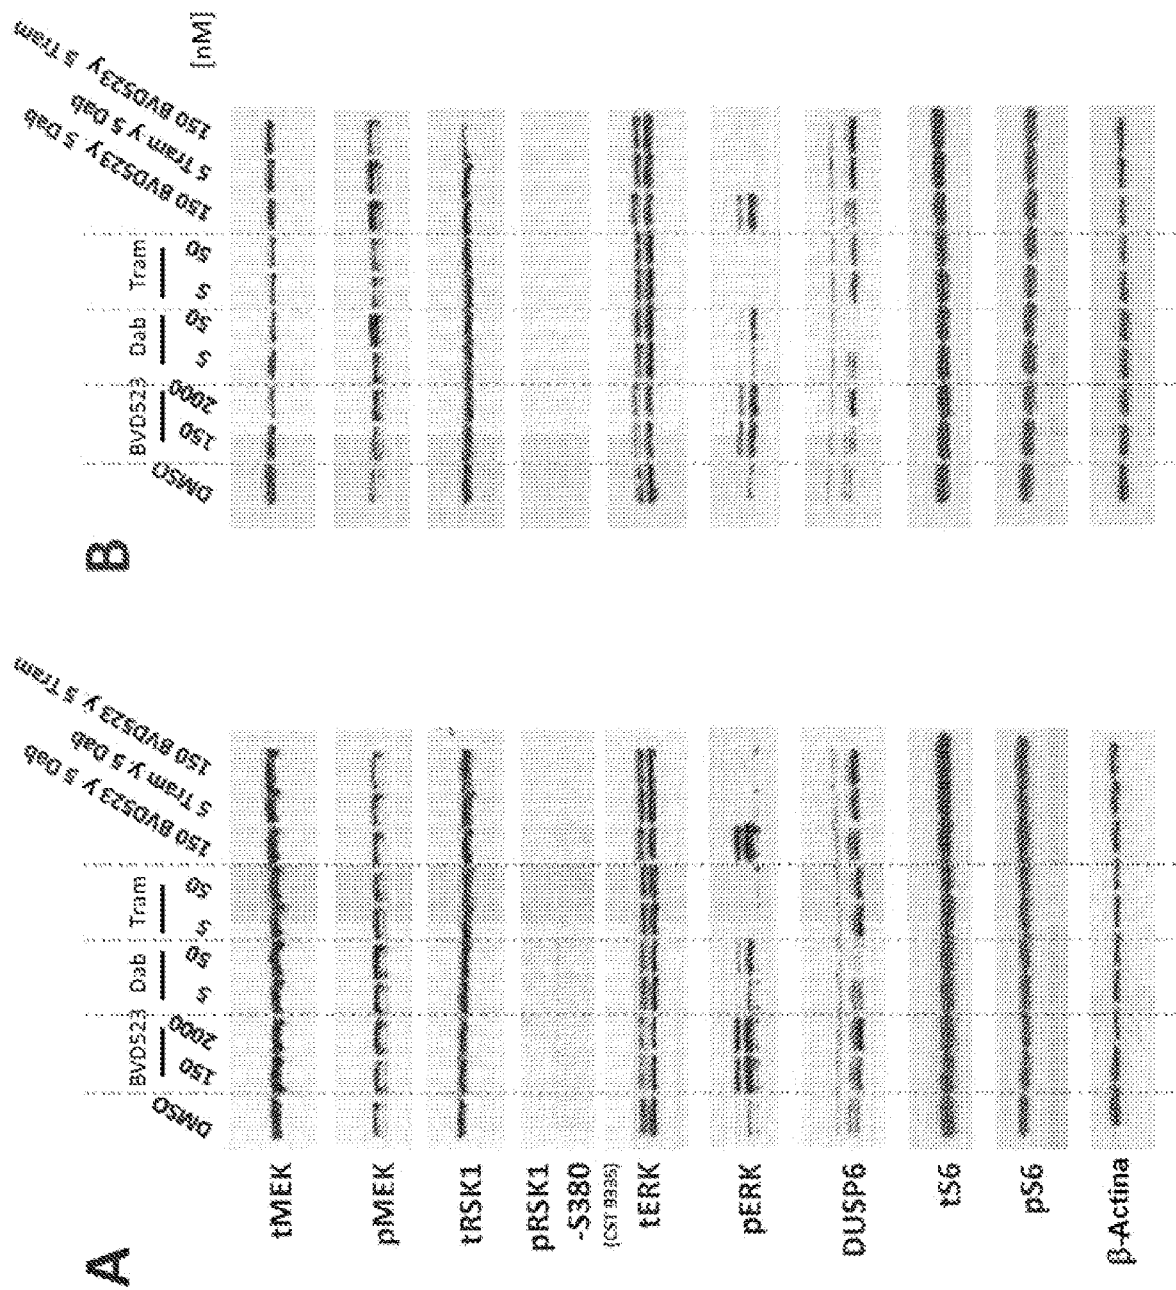 A
BVD523 Dab Tram
DMSO 150 2000 5 50 5 50 150 BVD523 y 5 Dab 5 Tram y 5 Dab 150 BVD523 y 5 Tram
tMEK
pMEK
tRSK1
pRSK1
-S380
(CST 9335)
tERK
pERK
DUSP6
tS6
pS6
β-Actina
B
BVD523 Dab Tram
DMSO 150 2000 5 50 5 50 150 BVD523 y 5 Dab 5 Tram y 5 Dab 150 BVD523 y 5 Tram
[nM]